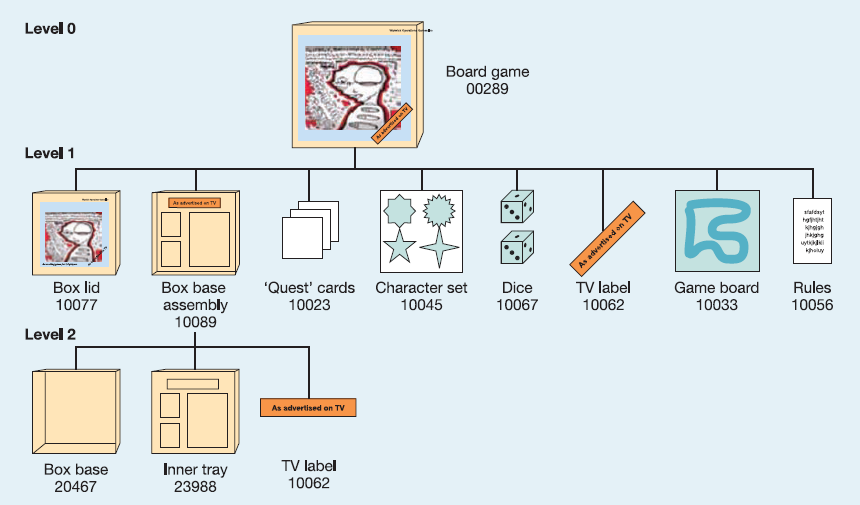 Level 0
Board game
00289
As advertised on TV
Level 1
As advertised on TV
As advertised on TV
Box lid
10077
Box base
assembly
10089
'Quest' cards
10023
Character set
10045
Dice
10067
TV label
10062
Game board
10033
Rules
10056
Level 2
As advertised on TV
Box base
20467
Inner tray
23988
TV label
10062